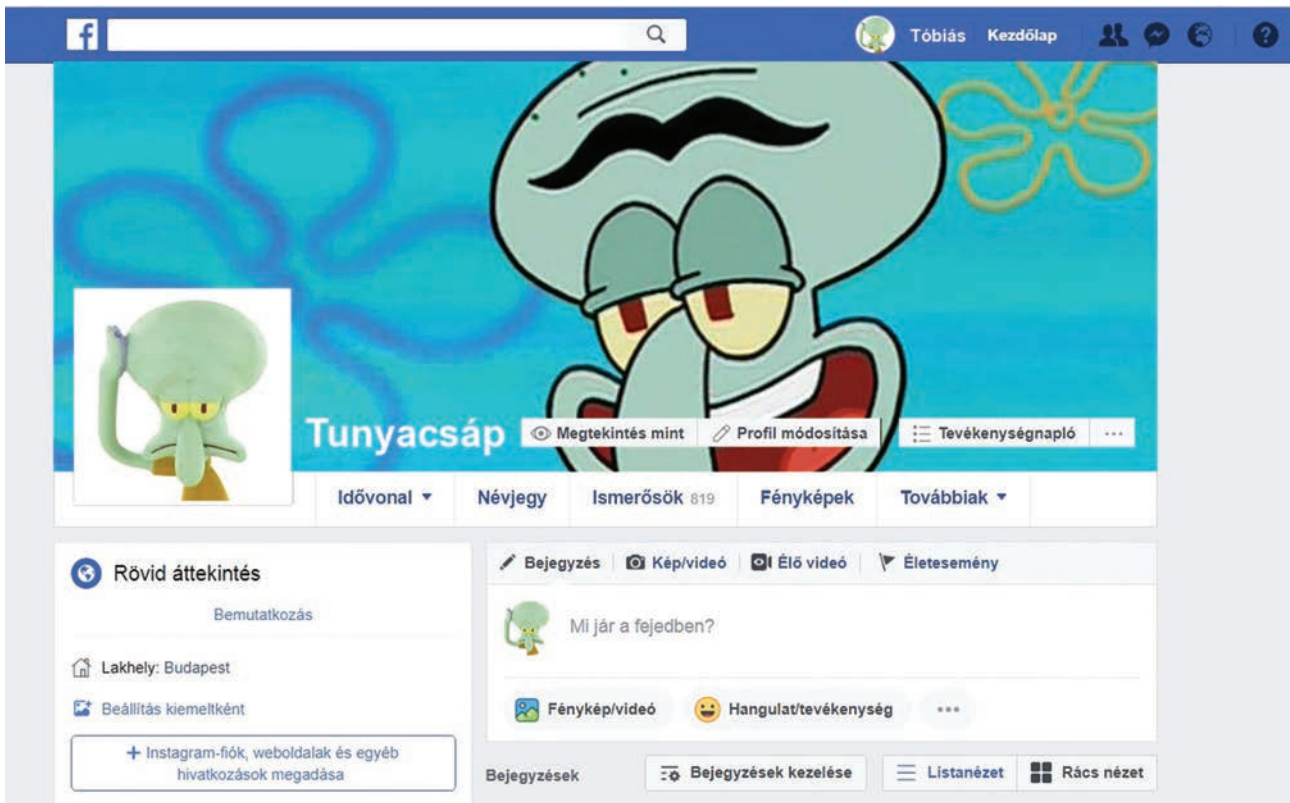 f
Tóbiás Kezdőlap ?
Tunyacsáp Megtekintés mint Profil módosítása Tevékenységnapló ...
Idővonal Névjegy Ismerősök 819 Fényképek Továbbiak
Rövid áttekintés
Bemutatkozás
Lakhely: Budapest
Beállítás kiemeltként
+ Instagram-fiók, weboldalak és egyéb
hivatkozások megadása
Bejegyzés Kép/videó Élő videó Életesemény
Mi jár a fejedben?
Fénykép/videó Hangulat/tevékenység ...
Bejegyzések Bejegyzések kezelése Listanézet Rács nézet